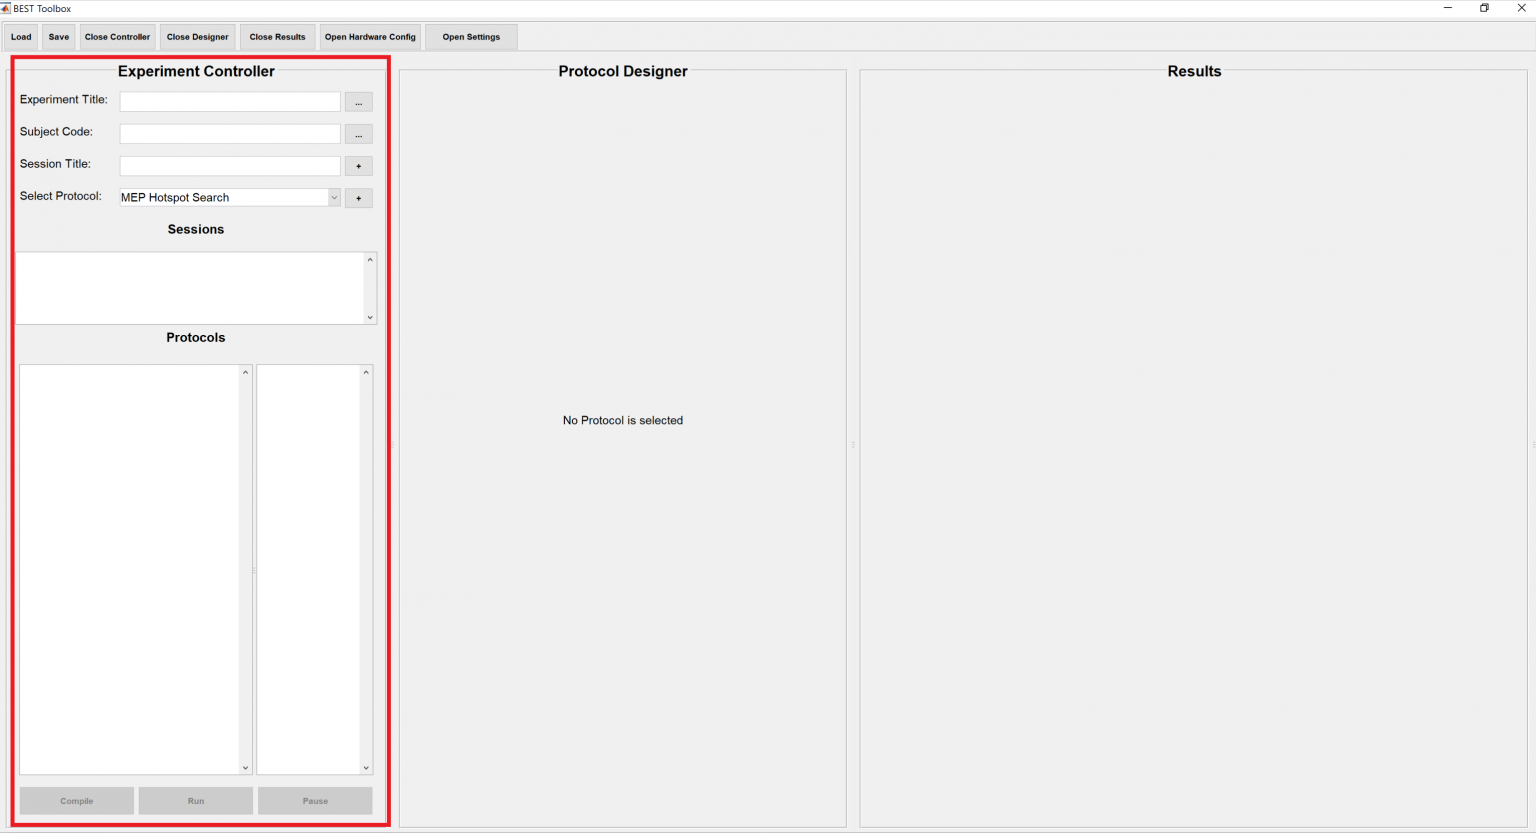 BEST Toolbox
Load Save Close Controller Close Designer Close Results Open Hardware Config Open Settings
Experiment Controller
Experiment Title: ...
Subject Code: ...
Session Title: +
Select Protocol: MEP Hotspot Search +
Sessions
Protocols
Compile Run Pause
Protocol Designer
No Protocol is selected
Results